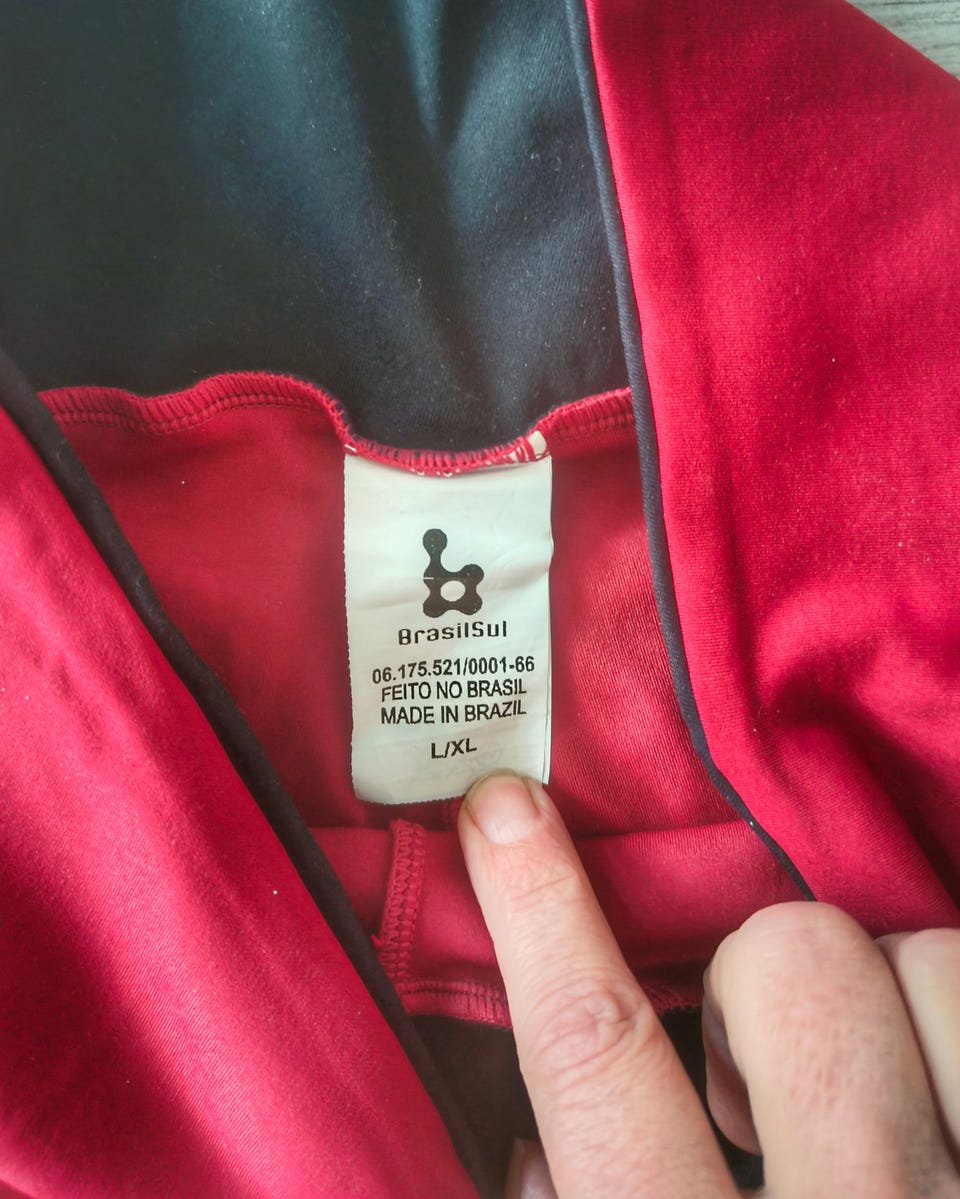 BrasilSul
06.175.521/0001-66
FEITO NO BRASIL
MADE IN BRAZIL
L/XL